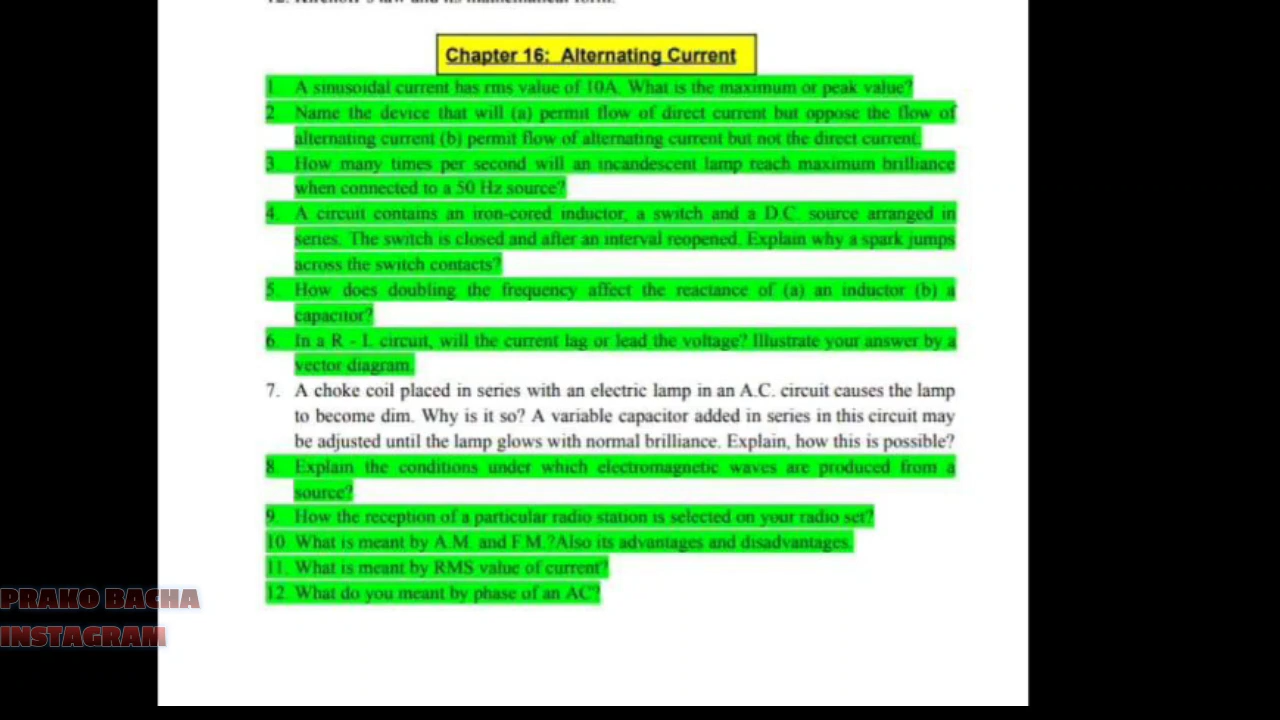 Chapter 16: Alternating Current
1. A sinusoidal current has rms value of 10A. What is the maximum or peak value?
2. Name the device that will (a) permit flow of direct current but oppose the flow of
alternating current (b) permit flow of alternating current but not the direct current.
3. How many times per second will an incandescent lamp reach maximum brilliance
when connected to a 50 Hz source?
4. A circuit contains an iron-cored inductor, a switch and a D.C. source arranged in
series. The switch is closed and after an interval reopened. Explain why a spark jumps
across the switch contacts?
5. How does doubling the frequency affect the reactance of (a) an inductor (b) a
capacitor?
6. In a R - L circuit, will the current lag or lead the voltage? Illustrate your answer by a
vector diagram.
7. A choke coil placed in series with an electric lamp in an A.C. circuit causes the lamp
to become dim. Why is it so? A variable capacitor added in series in this circuit may
be adjusted until the lamp glows with normal brilliance. Explain, how this is possible?
8. Explain the conditions under which electromagnetic waves are produced from a
source?
9. How the reception of a particular radio station is selected on your radio set?
10. What is meant by A.M. and F.M.?Also its advantages and disadvantages.
11. What is meant by RMS value of current?
12. What do you meant by phase of an AC?
PRAKO BACHA
INSTAGRAM